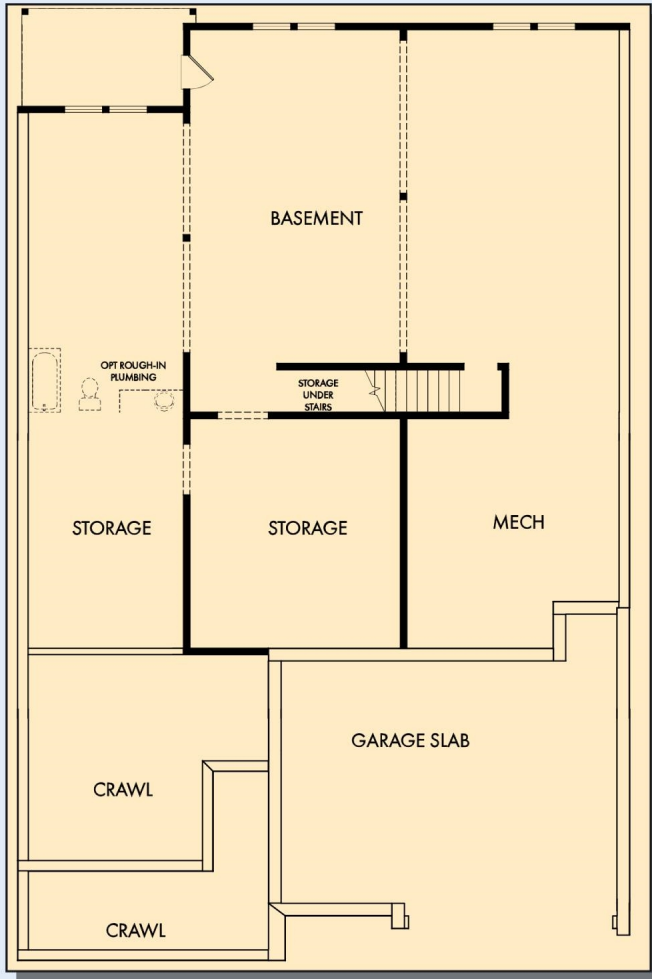 BASEMENT
OPT ROUGH-IN
PLUMBING
STORAGE
UNDER
STAIRS
STORAGE
STORAGE
MECH
GARAGE SLAB
CRAWL
CRAWL